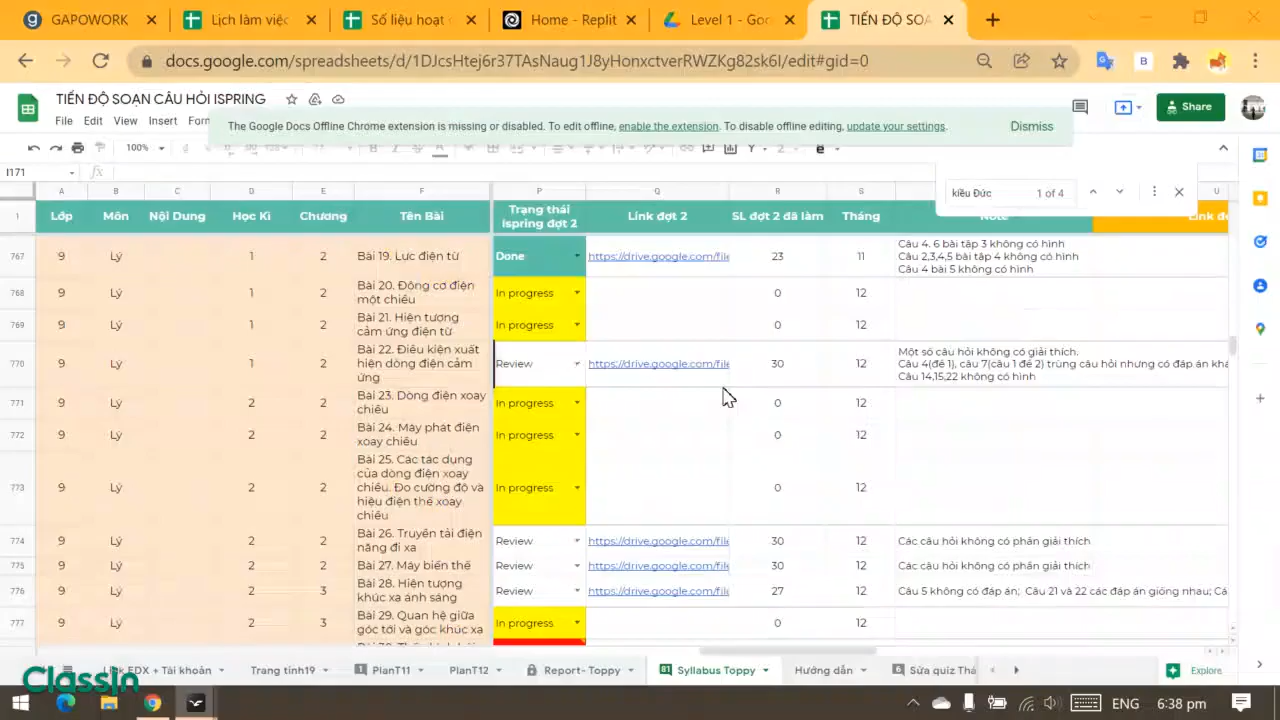 GAPOWORK
Lịch làm việc
Số liệu hoạt
Home - Replit
Level 1 - Goo
TIẾN ĐỘ SOẠN
docs.google.com/spreadsheets/d/1DJcsHtej6r37TAsNaug1J8yHonxctverRWZKg82sk6I/edit#gid=0
TIẾN ĐỘ SOẠN CÂU HỎI ISPRING
Share
File Edit View Insert
The Google Docs Offline Chrome extension is missing or disabled. To edit offline, enable the extension. To disable offline editing, update your settings. Dismiss
100%
I171 fx
kiều Đức 1 of 4
A B C D E F P Q R S U
1 Lớp Môn Nội Dung Học Kì Chương Tên Bài Trạng thái Ispring đợt 2 Link đợt 2 SL đợt 2 đã làm Tháng Note
767 9 Lý 1 2 Bài 19. Lực điện từ Done https://drive.google.com/file 23 11 Câu 4. 6 bài tập 3 không có hình
Câu 2,3,4,5 bài tập 4 không có hình
Câu 4 bài 5 không có hình
768 9 Lý 1 2 Bài 20. Động cơ điện một chiều In progress 0 12
769 9 Lý 1 2 Bài 21. Hiện tượng cảm ứng điện từ In progress 0 12
770 9 Lý 1 2 Bài 22. Điều kiện xuất hiện dòng điện cảm ứng Review https://drive.google.com/file 30 12 Một số câu hỏi không có giải thích.
Câu 4(đề 1), câu 7(câu 1 đề 2) trùng câu hỏi nhưng có đáp án khá
Câu 14,15,22 không có hình
771 9 Lý 2 2 Bài 23. Dòng điện xoay chiều In progress 0 12
772 9 Lý 2 2 Bài 24. Máy phát điện xoay chiều In progress 0 12
773 9 Lý 2 2 Bài 25. Các tác dụng của dòng điện xoay chiều. Đo cường độ và hiệu điện thế xoay chiều In progress 0 12
774 9 Lý 2 2 Bài 26. Truyền tải điện năng đi xa Review https://drive.google.com/file 30 12 Các câu hỏi không có phần giải thích
775 9 Lý 2 2 Bài 27. Máy biến thế Review https://drive.google.com/file 30 12 Các câu hỏi không có phần giải thích
776 9 Lý 2 3 Bài 28. Hiện tượng khúc xạ ánh sáng Review https://drive.google.com/file 27 12 Câu 5 không có đáp án; Câu 21 và 22 các đáp án giống nhau; Câ
777 9 Lý 2 3 Bài 29. Quan hệ giữa góc tới và góc khúc xạ In progress 0 12
Link EDX + Tài khoản Trang tính19 1 PlanT11 PlanT12 Report- Toppy 81 Syllabus Toppy Hướng dẫn 6 Sửa quiz Thá Explore
ClassIn
ENG 6:38 pm